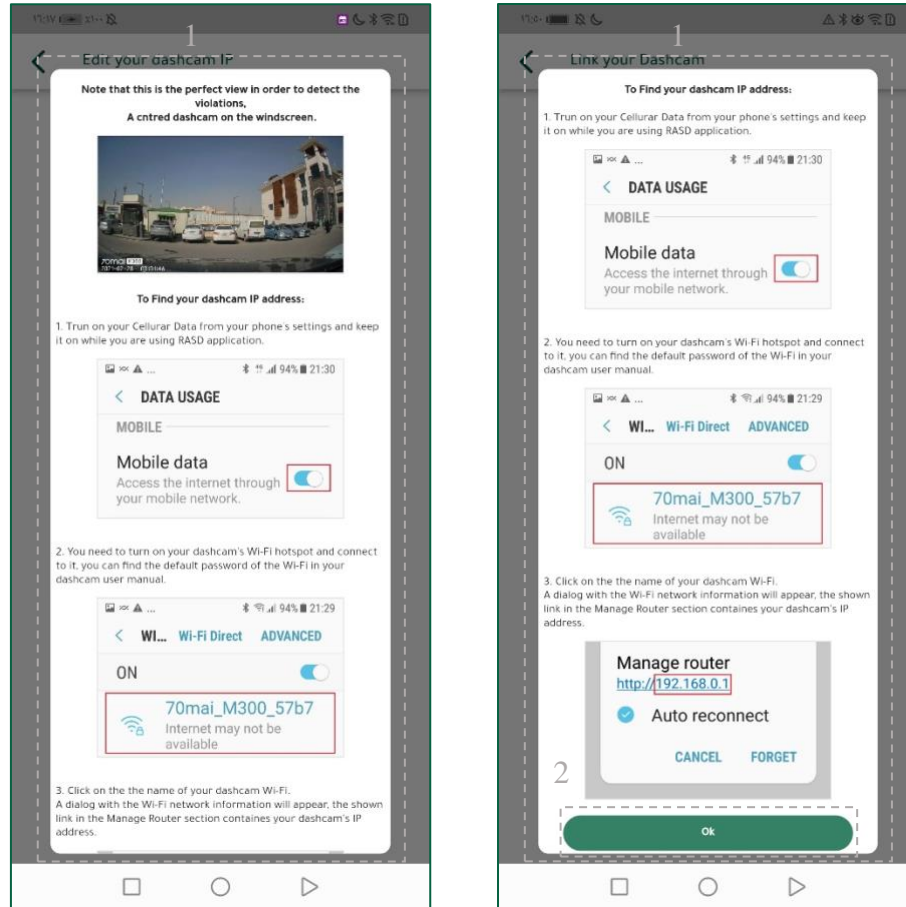 1
Edit your dashcam IP
Note that this is the perfect view in order to detect the
violations,
A cntred dashcam on the windscreen.
70mai
To Find your dashcam IP address:
1. Trun on your Cellurar Data from your phone's settings and keep
it on while you are using RASD application.
... 94% 21:30
< DATA USAGE
MOBILE
Mobile data
Access the internet through
your mobile network.
2. You need to turn on your dashcam's Wi-Fi hotspot and connect
to it, you can find the default password of the Wi-Fi in your
dashcam user manual.
... 94% 21:29
< WI... Wi-Fi Direct ADVANCED
ON
70mai_M300_57b7
Internet may not be
available
3. Click on the the name of your dashcam Wi-Fi.
A dialog with the Wi-Fi network information will appear, the shown
link in the Manage Router section containes your dashcam's IP
address.
1
Link your Dashcam
To Find your dashcam IP address:
1. Trun on your Cellurar Data from your phone's settings and keep
it on while you are using RASD application.
... 94% 21:30
< DATA USAGE
MOBILE
Mobile data
Access the internet through
your mobile network.
2. You need to turn on your dashcam's Wi-Fi hotspot and connect
to it, you can find the default password of the Wi-Fi in your
dashcam user manual.
... 94% 21:29
< WI... Wi-Fi Direct ADVANCED
ON
70mai_M300_57b7
Internet may not be
available
3. Click on the the name of your dashcam Wi-Fi.
A dialog with the Wi-Fi network information will appear, the shown
link in the Manage Router section containes your dashcam's IP
address.
Manage router
http://192.168.0.1
Auto reconnect
CANCEL FORGET
2
Ok